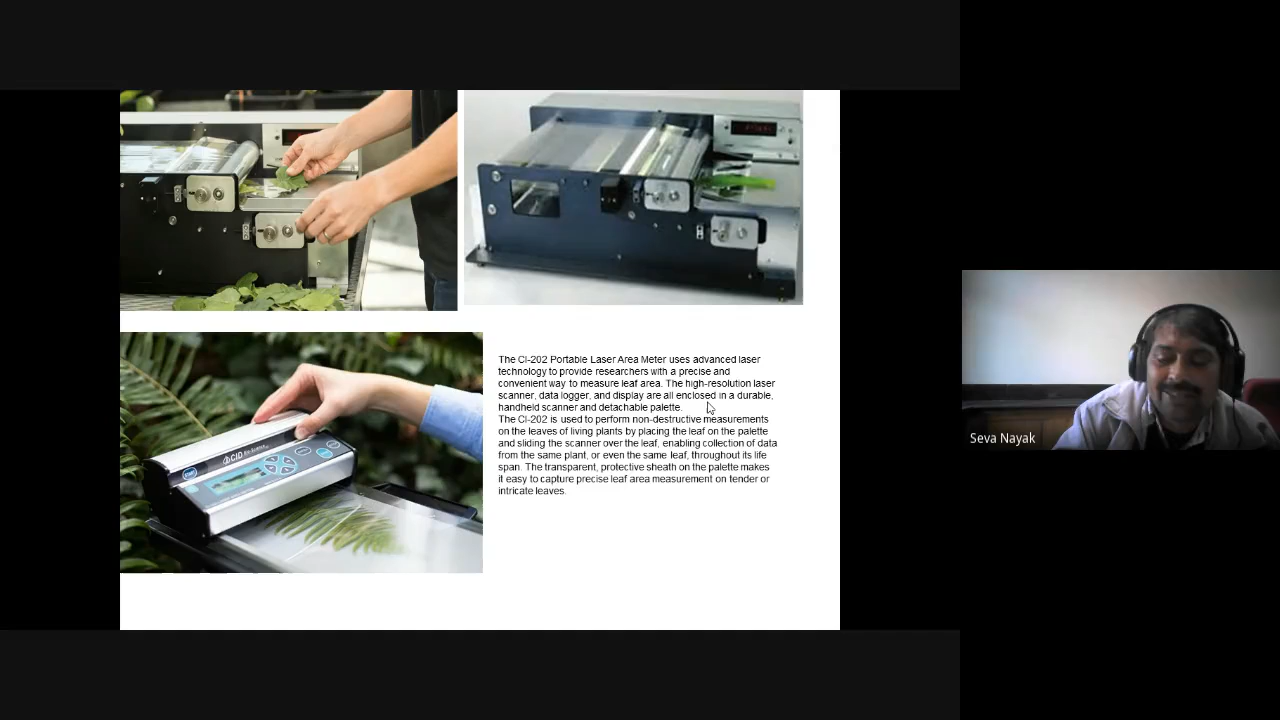 CID Bio-Science
START
The CI-202 Portable Laser Area Meter uses advanced laser
technology to provide researchers with a precise and
convenient way to measure leaf area. The high-resolution laser
scanner, data logger, and display are all enclosed in a durable,
handheld scanner and detachable palette.
The CI-202 is used to perform non-destructive measurements
on the leaves of living plants by placing the leaf on the palette
and sliding the scanner over the leaf, enabling collection of data
from the same plant, or even the same leaf, throughout its life
span. The transparent, protective sheath on the palette makes
it easy to capture precise leaf area measurement on tender or
intricate leaves.
Seva Nayak